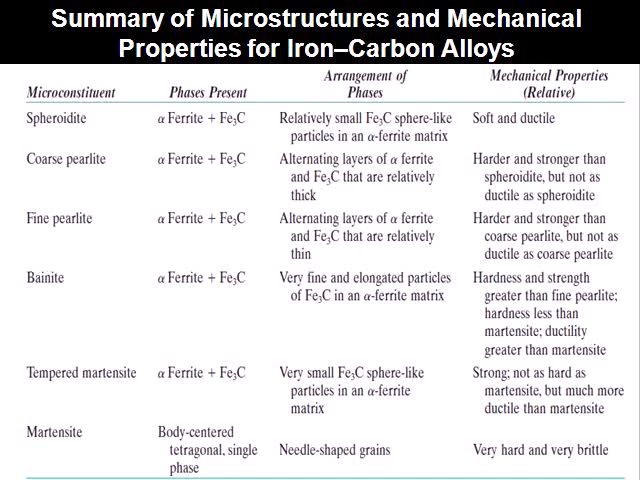 Summary of Microstructures and Mechanical
Properties for Iron–Carbon Alloys
Microconstituent Phases Present Arrangement of Phases Mechanical Properties (Relative)
Spheroidite α Ferrite + Fe₃C Relatively small Fe₃C sphere-like particles in an α-ferrite matrix Soft and ductile
Coarse pearlite α Ferrite + Fe₃C Alternating layers of α ferrite and Fe₃C that are relatively thick Harder and stronger than spheroidite, but not as ductile as spheroidite
Fine pearlite α Ferrite + Fe₃C Alternating layers of α ferrite and Fe₃C that are relatively thin Harder and stronger than coarse pearlite, but not as ductile as coarse pearlite
Bainite α Ferrite + Fe₃C Very fine and elongated particles of Fe₃C in an α-ferrite matrix Hardness and strength greater than fine pearlite; hardness less than martensite; ductility greater than martensite
Tempered martensite α Ferrite + Fe₃C Very small Fe₃C sphere-like particles in an α-ferrite matrix Strong; not as hard as martensite, but much more ductile than martensite
Martensite Body-centered tetragonal, single phase Needle-shaped grains Very hard and very brittle